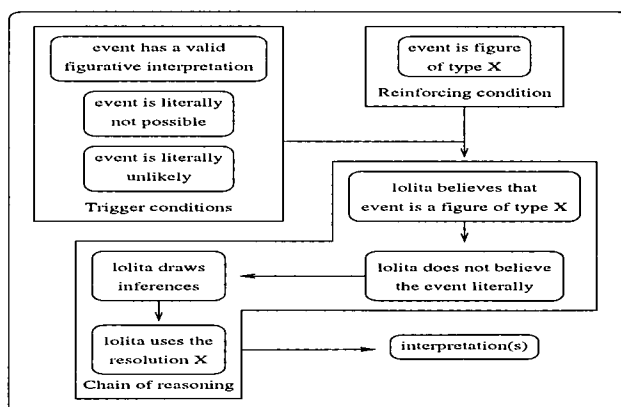 event has a valid
figurative interpretation
event is literally
not possible
event is literally
unlikely
Trigger conditions
event is figure
of type X
Reinforcing condition
lolita believes that
event is a figure of type X
lolita does not believe
the event literally
lolita draws
inferences
lolita uses the
resolution X
Chain of reasoning
interpretation(s)